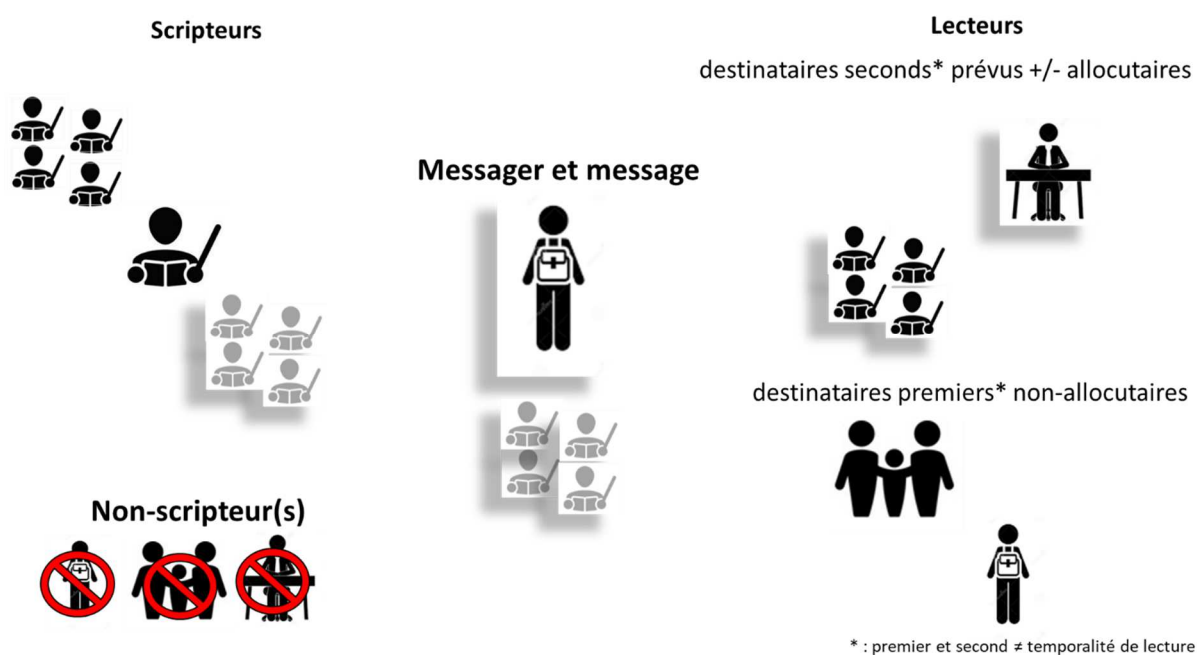 Scripteurs
Lecteurs
destinataires seconds* prévus +/- allocutaires
Messager et message
destinataires premiers* non-allocutaires
Non-scripteur(s)
* : premier et second ≠ temporalité de lecture